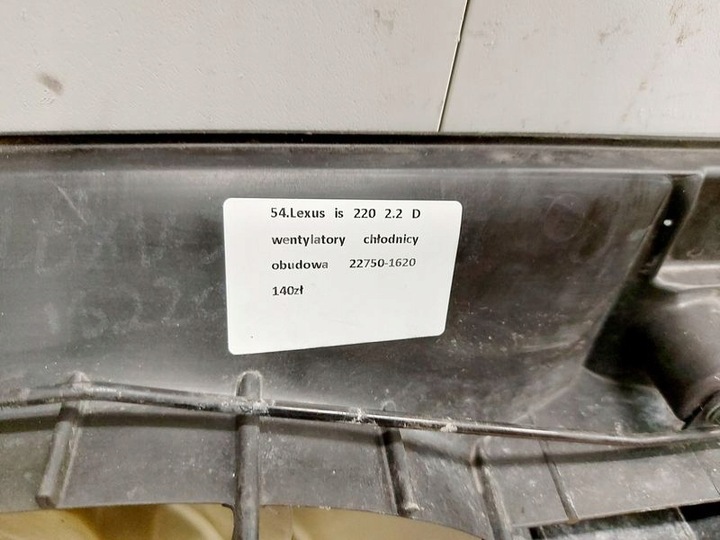 54.Lexus is 220 2.2 D
wentylatory chłodnicy
obudowa 22750-1620
140zł